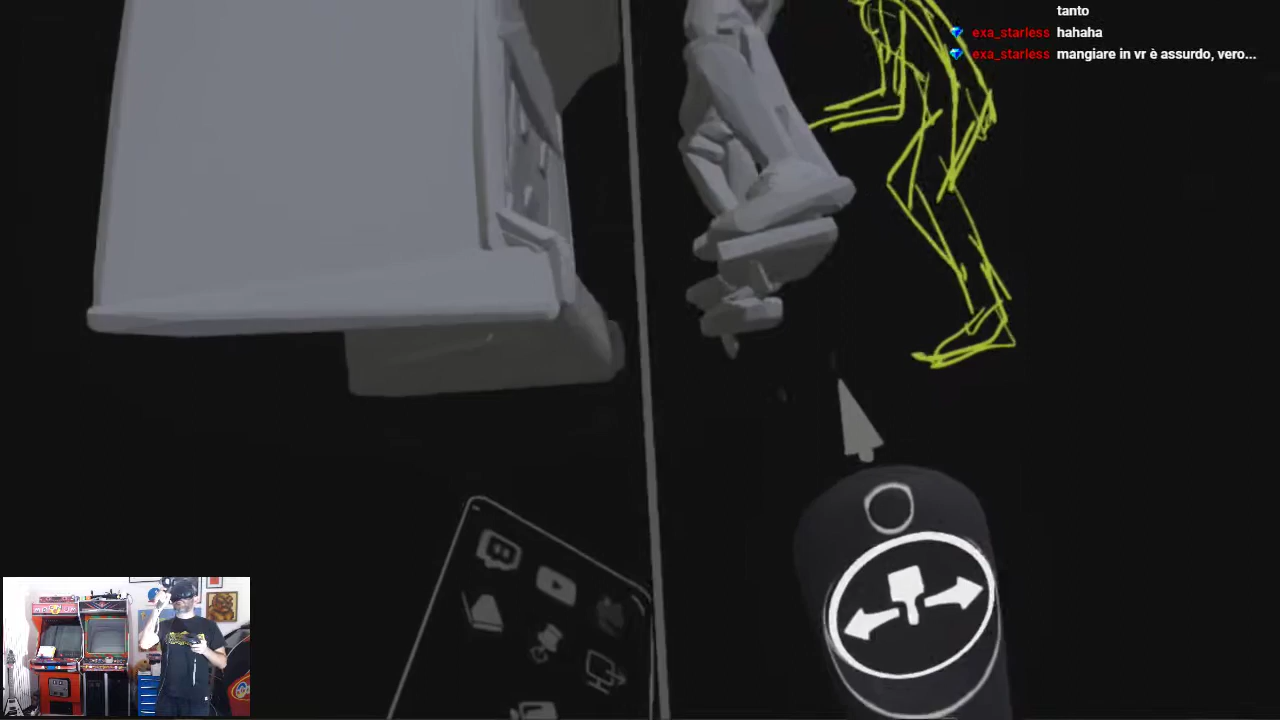 tanto
exa_starless hahaha
exa_starless mangiare in vr è assurdo, vero...